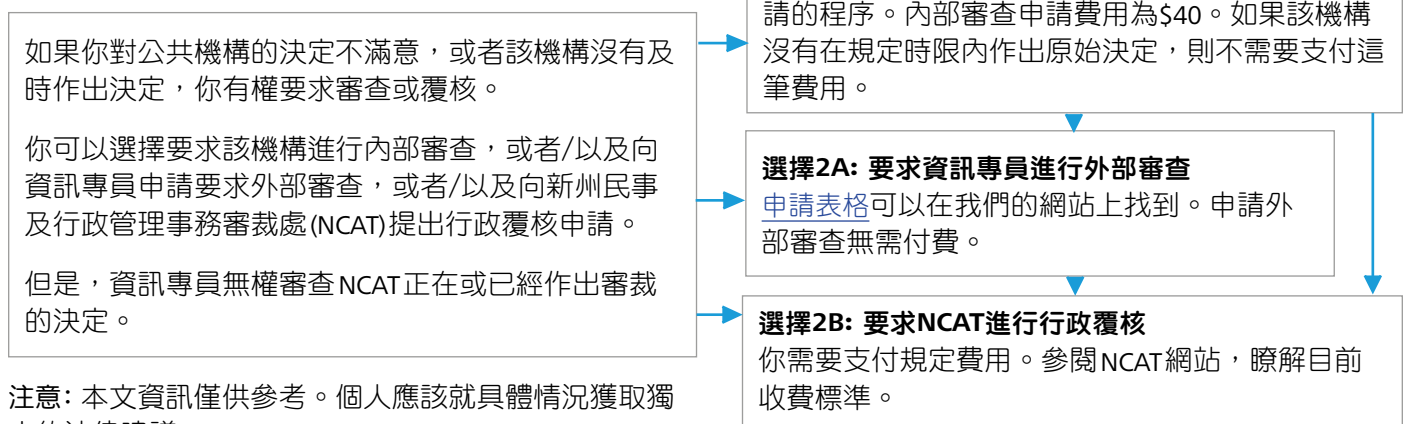 如果你對公共機構的決定不滿意，或者該機構沒有及
時作出決定，你有權要求審查或覆核。
你可以選擇要求該機構進行內部審查，或者/以及向
資訊專員申請要求外部審查，或者/以及向新州民事
及行政管理事務審裁處(NCAT)提出行政覆核申請。
但是，資訊專員無權審查NCAT正在或已經作出審裁
的決定。
注意: 本文資訊僅供參考。個人應該就具體情況獲取獨
請的程序。內部審查申請費用為$40。如果該機構
沒有在規定時限內作出原始決定，則不需要支付這
筆費用。
選擇2A: 要求資訊專員進行外部審查
申請表格可以在我們的網站上找到。申請外
部審查無需付費。
選擇2B: 要求NCAT進行行政覆核
你需要支付規定費用。參閱NCAT網站，瞭解目前
收費標準。